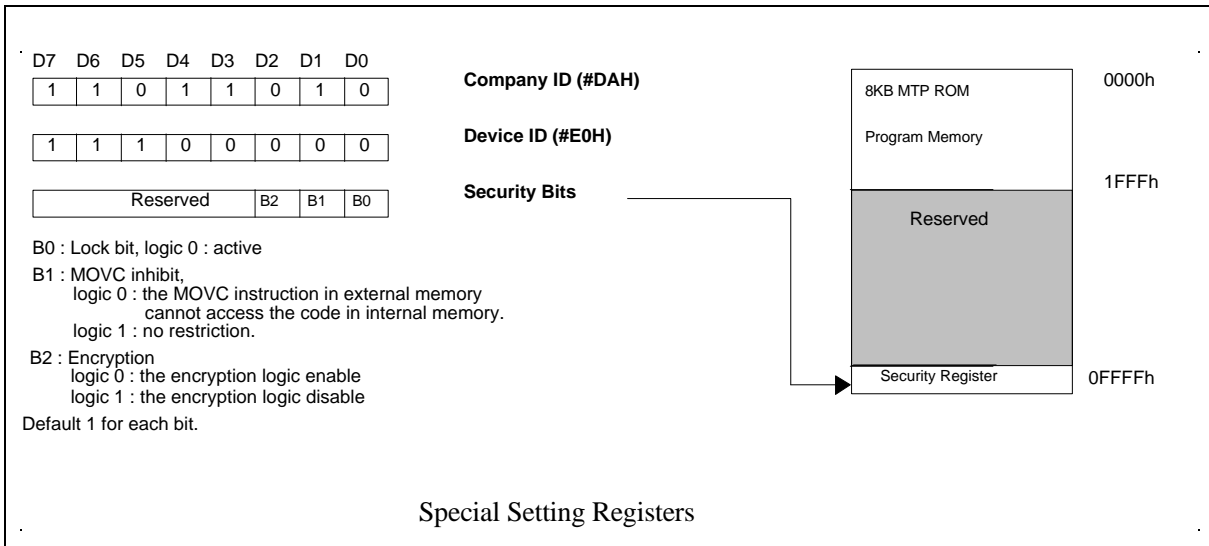 D7 D6 D5 D4 D3 D2 D1 D0
1 1 0 1 1 0 1 0
Company ID (#DAH)
1 1 1 0 0 0 0 0
Device ID (#E0H)
Reserved B2 B1 B0
Security Bits
B0 : Lock bit, logic 0 : active
B1 : MOVC inhibit,
logic 0 : the MOVC instruction in external memory
cannot access the code in internal memory.
logic 1 : no restriction.
B2 : Encryption
logic 0 : the encryption logic enable
logic 1 : the encryption logic disable
Default 1 for each bit.
8KB MTP ROM
0000h
Program Memory
1FFFh
Reserved
Security Register
0FFFFh
Special Setting Registers